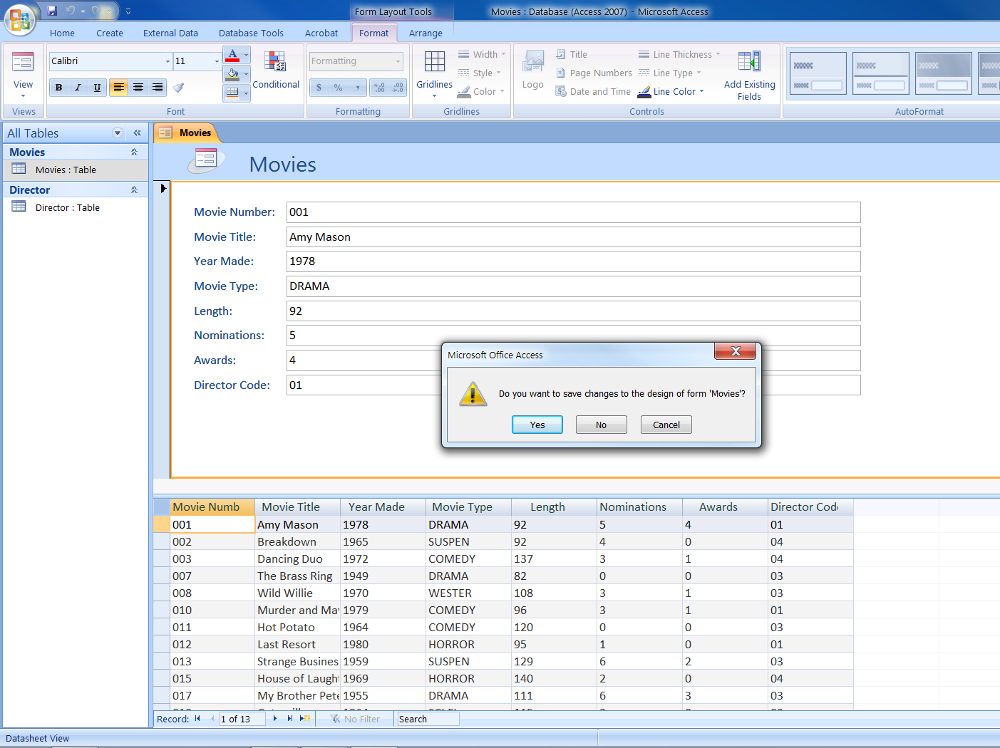 Form Layout Tools
Movies : Database (Access 2007) - Microsoft Access
Home Create External Data Database Tools Acrobat Format Arrange
Calibri 11 Formatting Width Title Line Thickness
View B I U Conditional $ % , Gridlines Style Logo Page Numbers Line Type Add Existing Fields
Color Date and Time Line Color
Views Font Formatting Gridlines Controls AutoFormat
All Tables
Movies
Movies : Table
Director
Director : Table
Movies
Movies
Movie Number: 001
Movie Title: Amy Mason
Year Made: 1978
Movie Type: DRAMA
Length: 92
Nominations: 5
Awards: 4
Director Code: 01
Microsoft Office Access
Do you want to save changes to the design of form 'Movies'?
Yes No Cancel
Movie Numb Movie Title Year Made Movie Type Length Nominations Awards Director Cod
001 Amy Mason 1978 DRAMA 92 5 4 01
002 Breakdown 1965 SUSPEN 92 4 0 04
003 Dancing Duo 1972 COMEDY 137 3 1 04
007 The Brass Ring 1949 DRAMA 82 0 0 03
008 Wild Willie 1970 WESTER 108 3 1 03
010 Murder and Ma 1979 COMEDY 96 3 1 01
011 Hot Potato 1964 COMEDY 120 0 0 03
012 Last Resort 1980 HORROR 95 1 0 01
013 Strange Busines 1959 SUSPEN 129 6 2 03
015 House of Laugh 1969 HORROR 140 2 0 04
017 My Brother Pete 1955 DRAMA 111 6 3 03
Record: 1 of 13 No Filter Search
Datasheet View